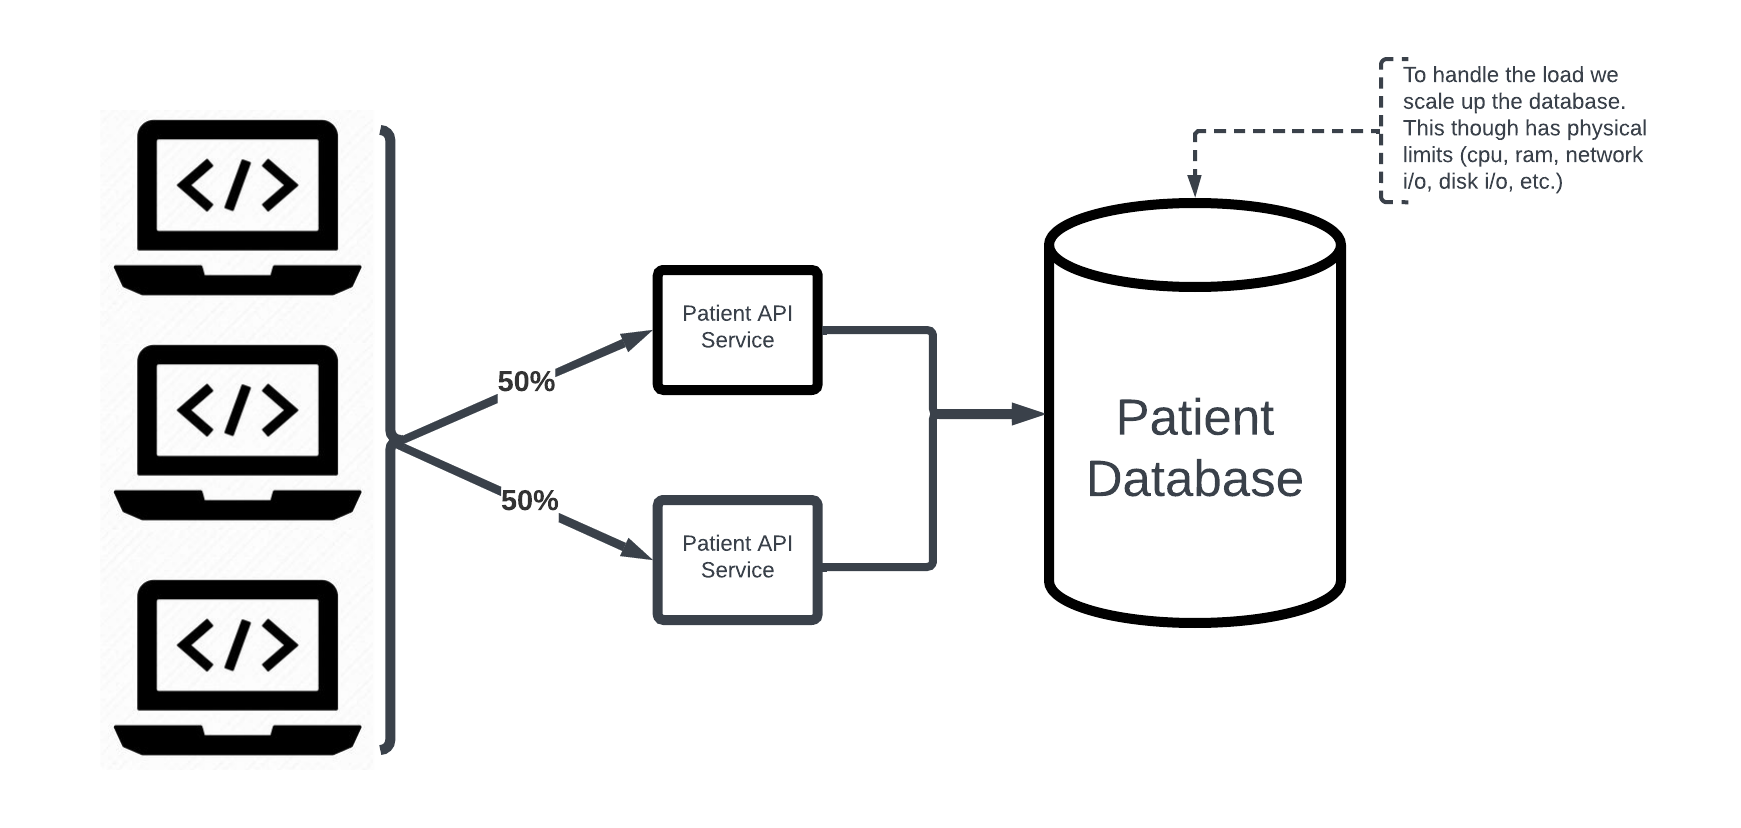 </>
</>
</>
50%
50%
Patient API
Service
Patient API
Service
Patient
Database
To handle the load we
scale up the database.
This though has physical
limits (cpu, ram, network
i/o, disk i/o, etc.)